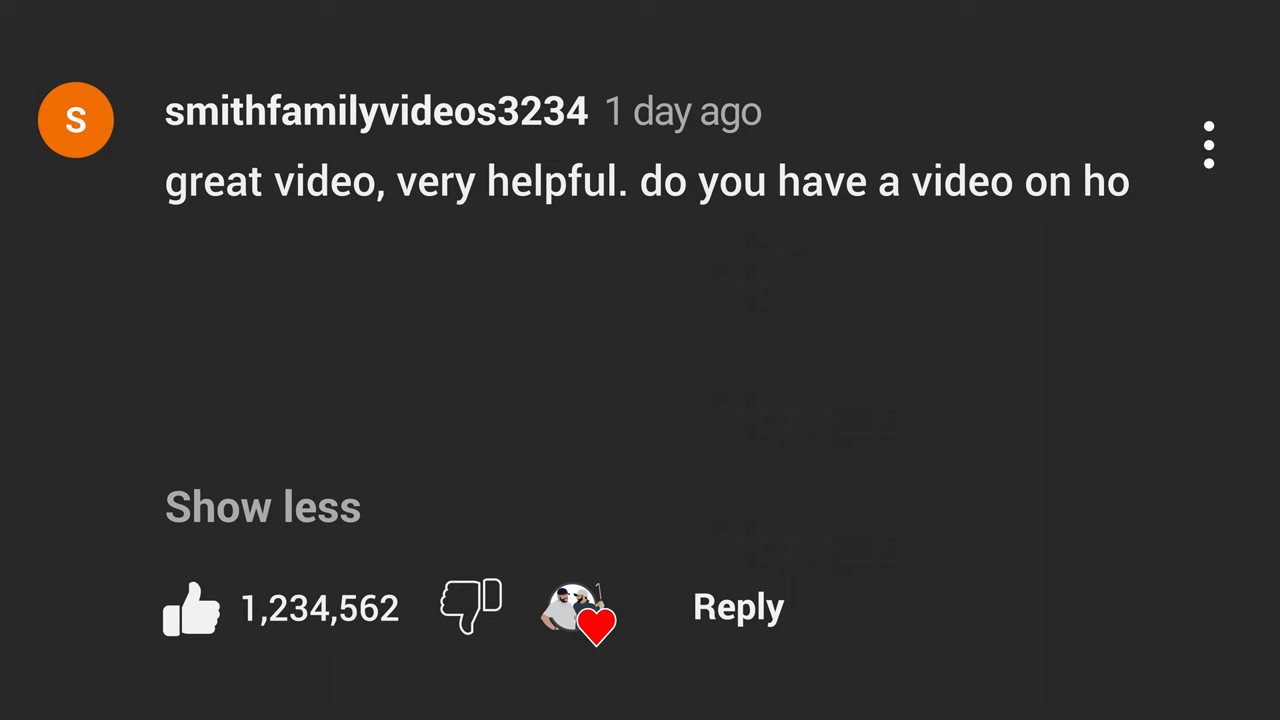 S
smithfamilyvideos3234 1 day ago
great video, very helpful. do you have a video on ho
Show less
1,234,562 Reply